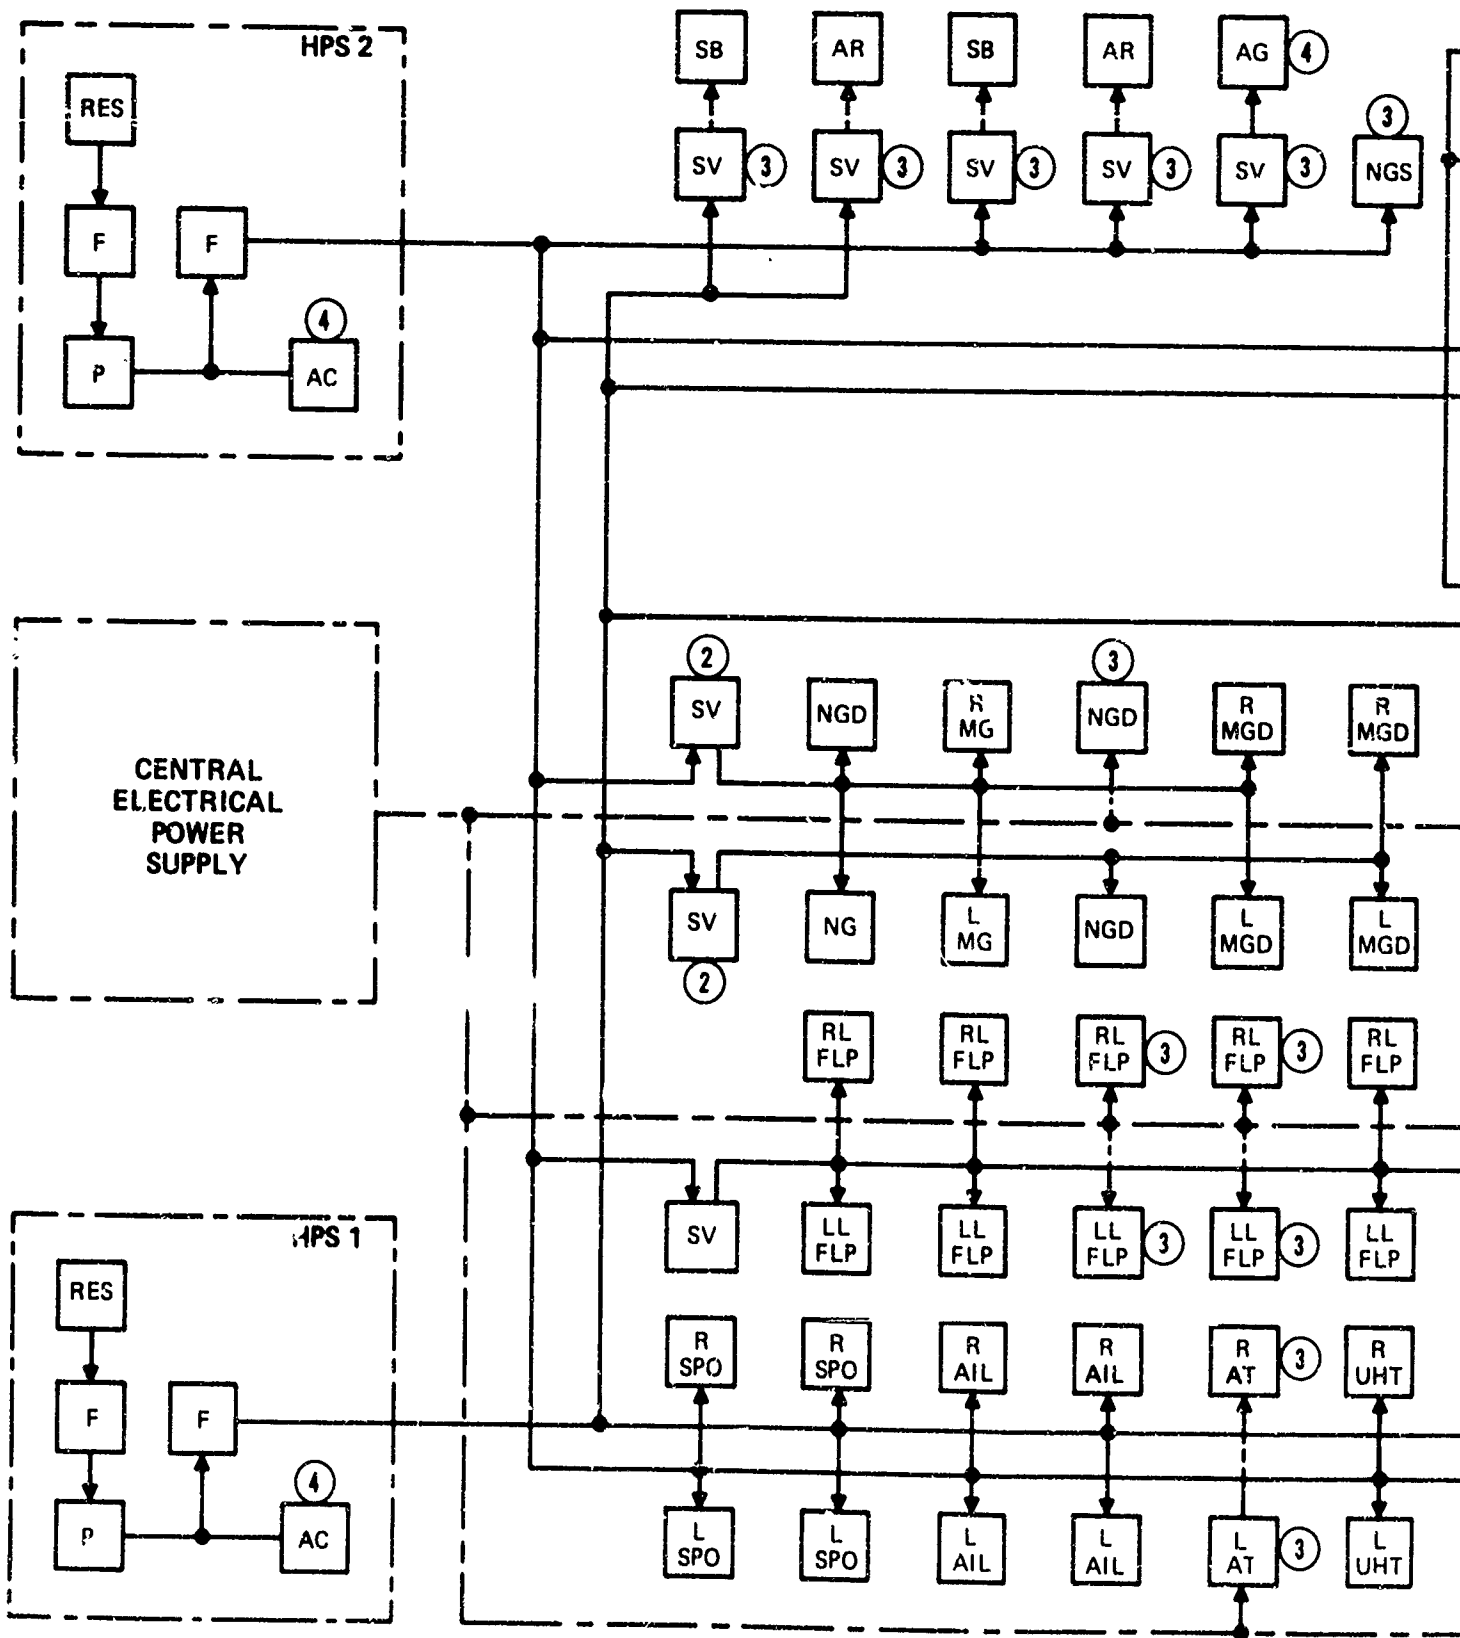 HPS 2
RES
F
F
P
AC
4
SB
AR
SB
AR
AG
4
SV
3
SV
3
SV
3
SV
3
SV
3
NGS
3
CENTRAL
ELECTRICAL
POWER
SUPPLY
2
SV
NGD
R
MG
3
NGD
R
MGD
R
MGD
SV
2
NG
L
MG
NGD
L
MGD
L
MGD
RL
FLP
RL
FLP
RL
FLP
3
RL
FLP
3
RL
FLP
SV
LL
FLP
LL
FLP
LL
FLP
3
LL
FLP
3
LL
FLP
HPS 1
RES
F
F
P
AC
4
R
SPO
R
SPO
R
AIL
R
AIL
R
AT
3
R
UHT
L
SPO
L
SPO
L
AIL
L
AIL
L
AT
3
L
UHT